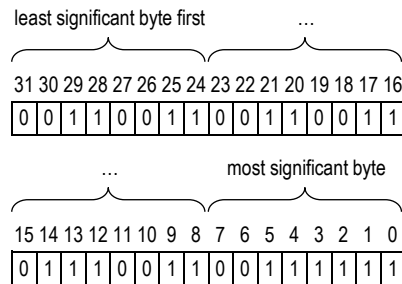 least significant byte first …
31 30 29 28 27 26 25 24 23 22 21 20 19 18 17 16
0 0 1 1 0 0 1 1 0 0 1 1 0 0 1 1
… most significant byte
15 14 13 12 11 10 9 8 7 6 5 4 3 2 1 0
0 1 1 1 0 0 1 1 0 0 1 1 1 1 1 1